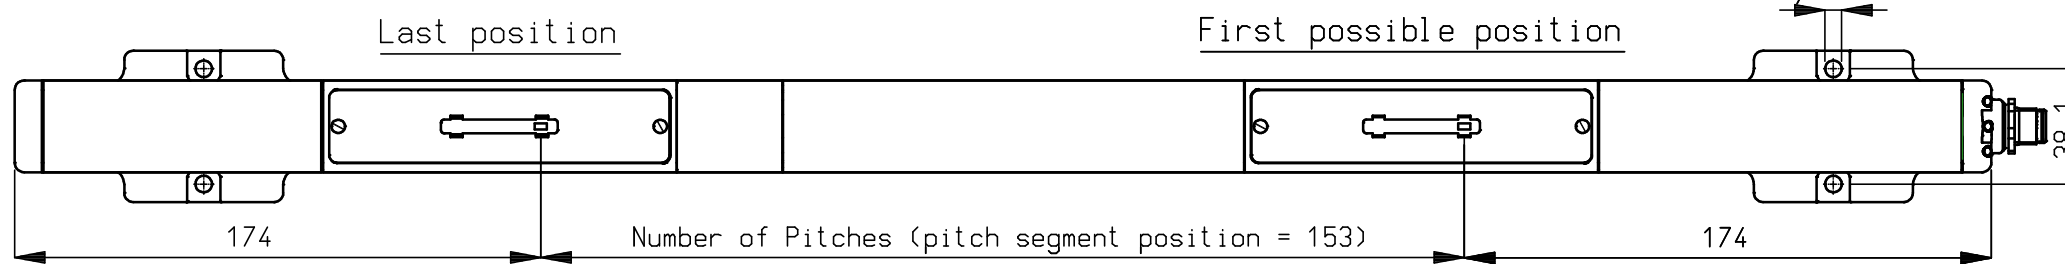 Last position
First possible position
174
Number of Pitches (pitch segment position = 153)
174